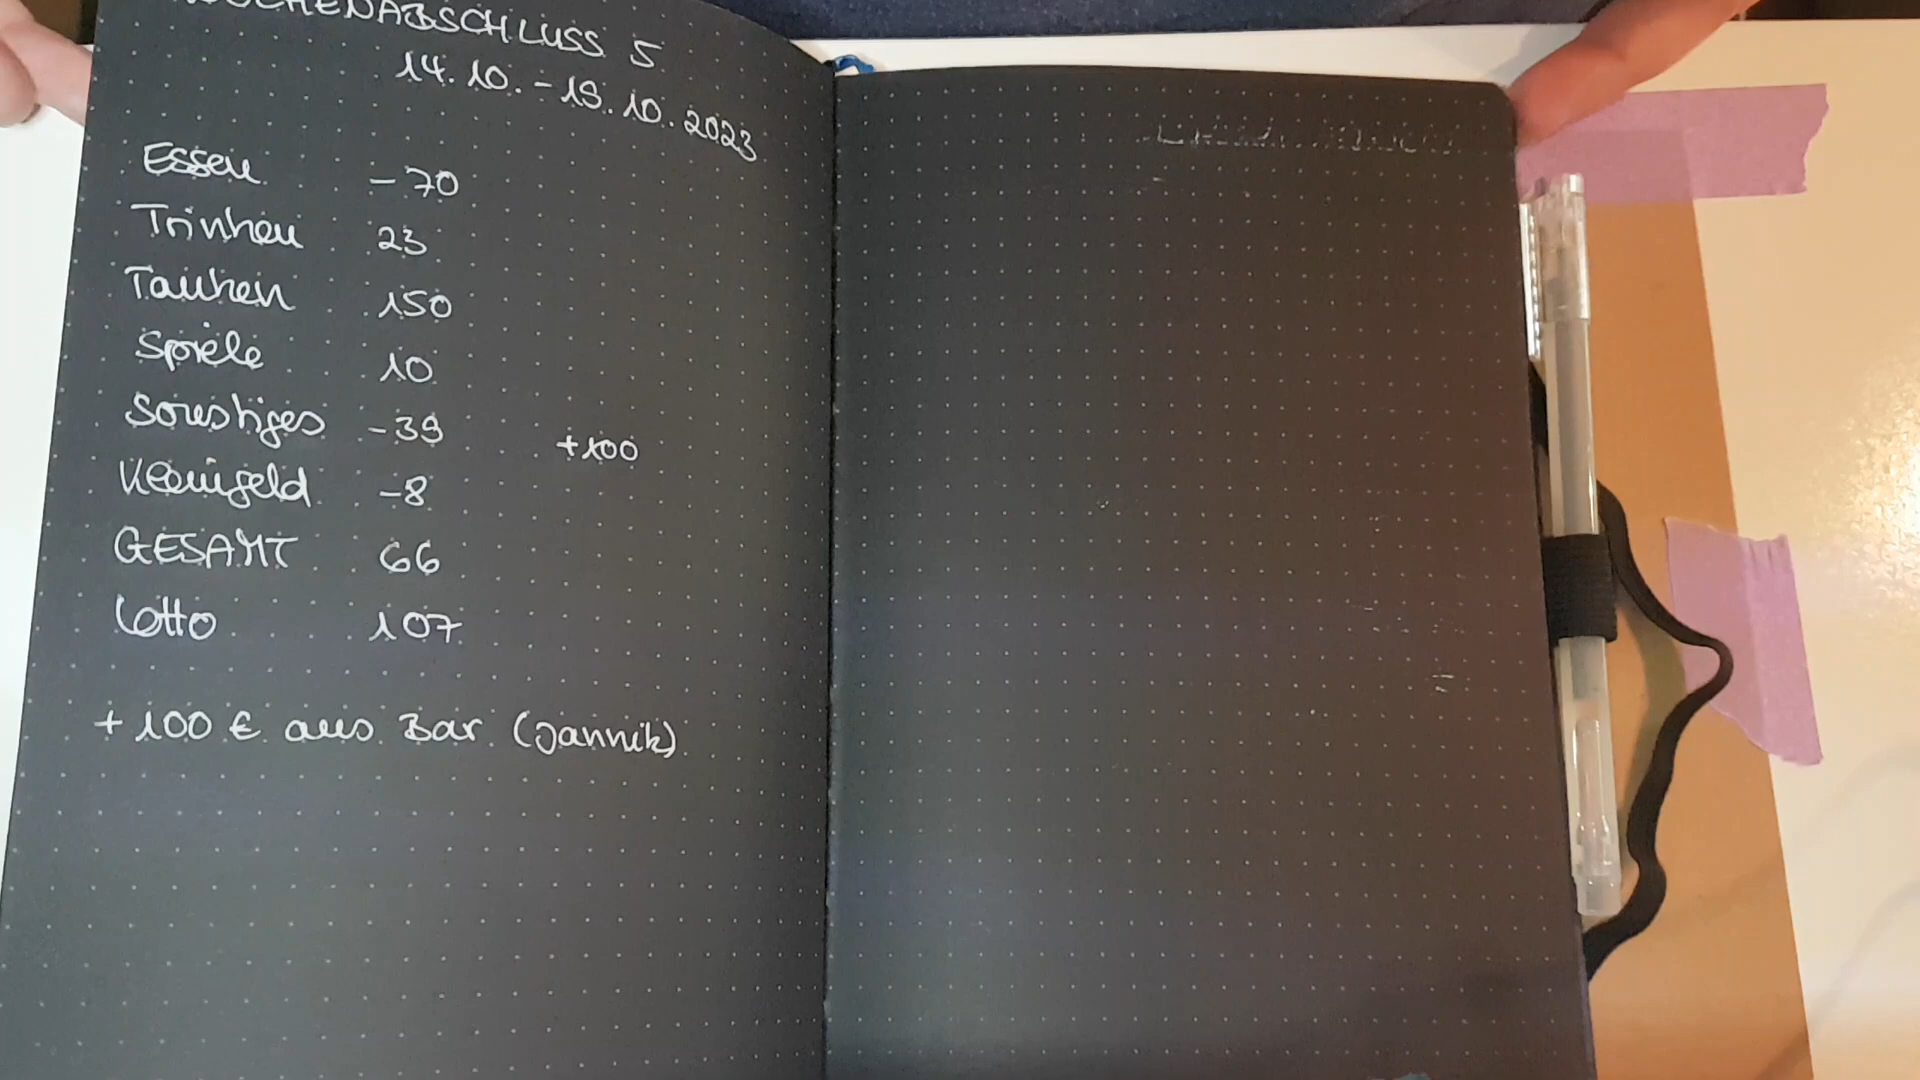 WOCHENABSCHLUSS 5
14.10.-19.10.2023
Essen -70
Trinken 23
Tanken 150
Spiele 10
Sonstiges -39 +100
Kleingeld -8
GESAMT 66
Lotto 107
+100 € aus Bar (Jannik)